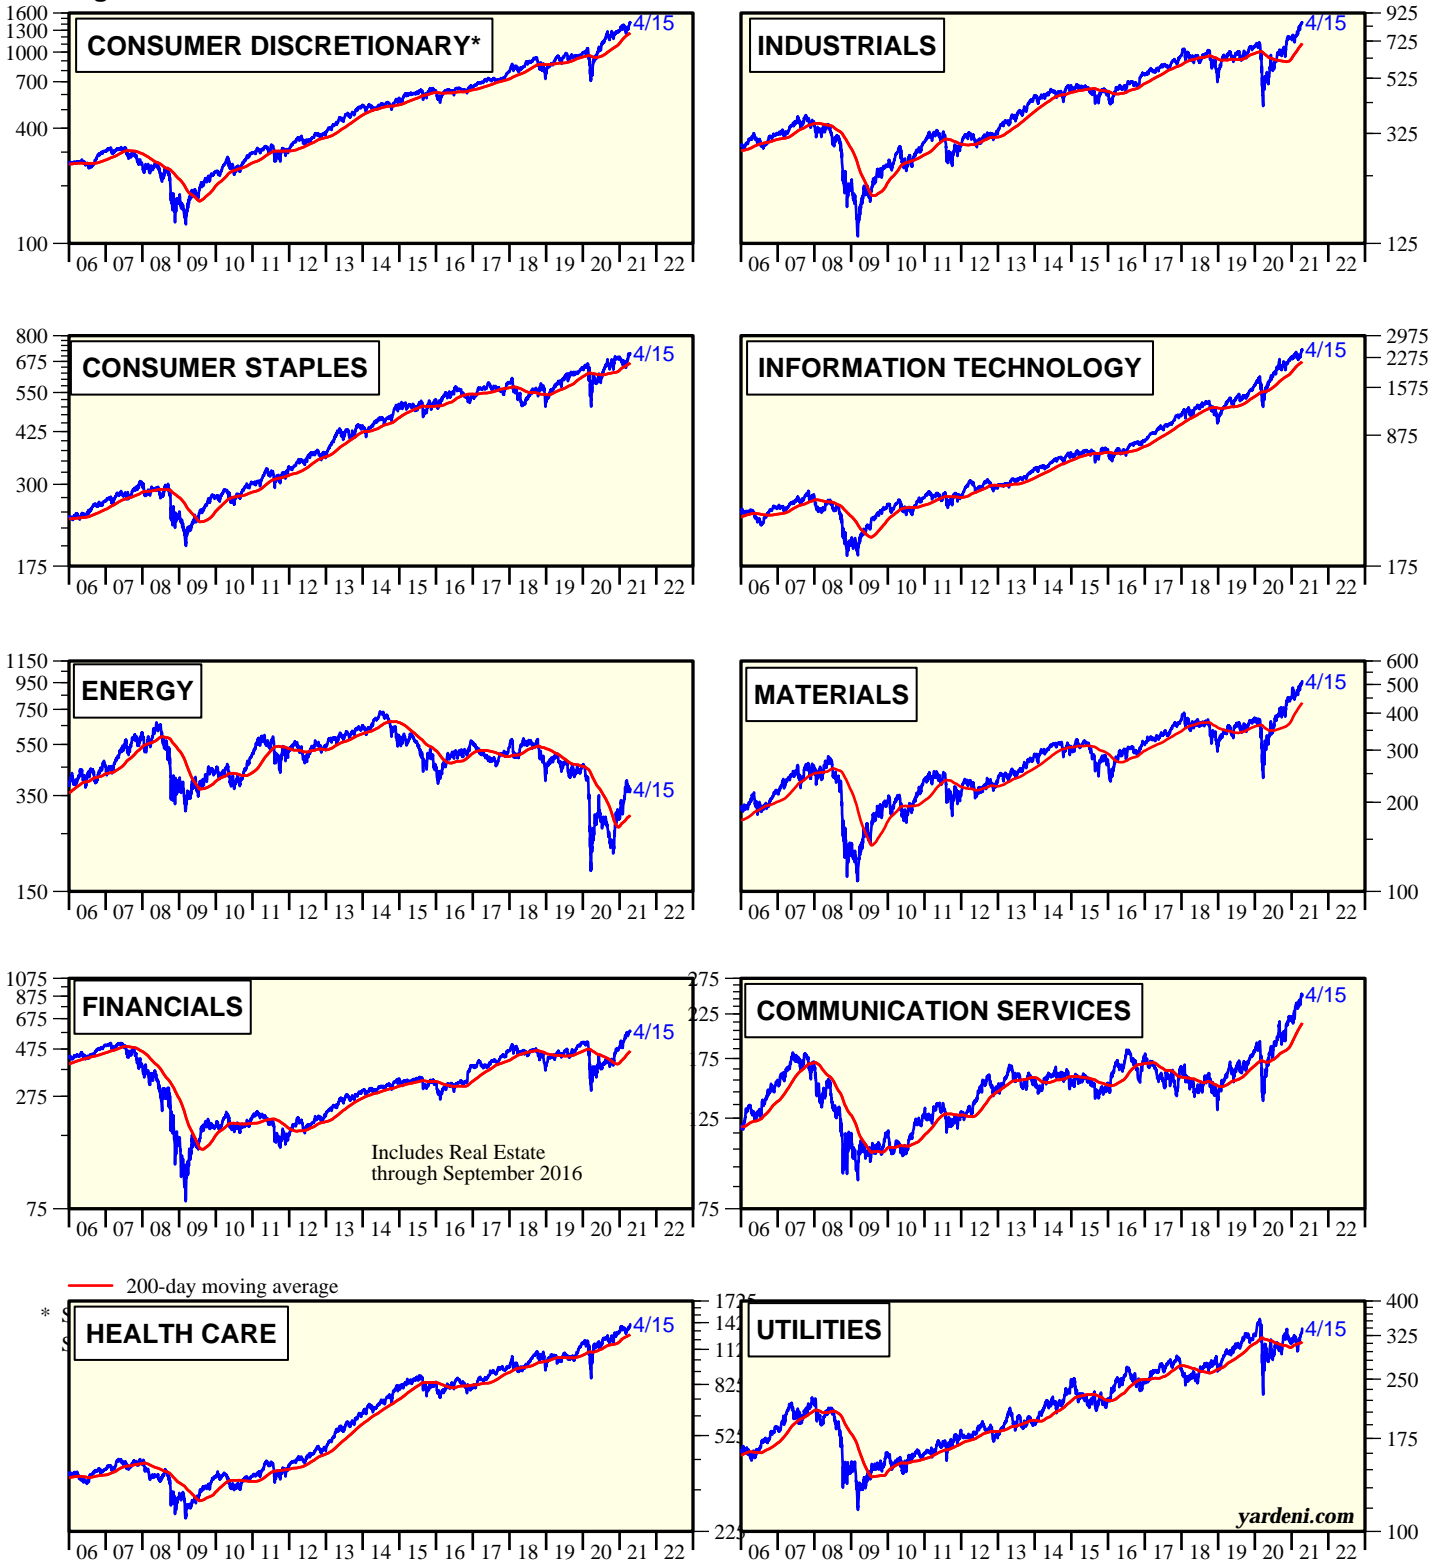 CONSUMER DISCRETIONARY*
4/15
1600
1300
1000
700
400
100
06 07 08 09 10 11 12 13 14 15 16 17 18 19 20 21 22
INDUSTRIALS
4/15
925
725
525
325
125
06 07 08 09 10 11 12 13 14 15 16 17 18 19 20 21 22
CONSUMER STAPLES
4/15
800
675
550
425
300
175
06 07 08 09 10 11 12 13 14 15 16 17 18 19 20 21 22
INFORMATION TECHNOLOGY
4/15
2975
2275
1575
875
175
06 07 08 09 10 11 12 13 14 15 16 17 18 19 20 21 22
ENERGY
4/15
1150
950
750
550
350
150
06 07 08 09 10 11 12 13 14 15 16 17 18 19 20 21 22
MATERIALS
4/15
600
500
400
300
200
100
06 07 08 09 10 11 12 13 14 15 16 17 18 19 20 21 22
FINANCIALS
4/15
1075
875
675
475
275
75
Includes Real Estate
through September 2016
06 07 08 09 10 11 12 13 14 15 16 17 18 19 20 21 22
COMMUNICATION SERVICES
4/15
275
225
175
125
75
06 07 08 09 10 11 12 13 14 15 16 17 18 19 20 21 22
200-day moving average
*
HEALTH CARE
4/15
825
525
225
06 07 08 09 10 11 12 13 14 15 16 17 18 19 20 21 22
UTILITIES
4/15
400
325
250
175
100
yardeni.com
06 07 08 09 10 11 12 13 14 15 16 17 18 19 20 21 22